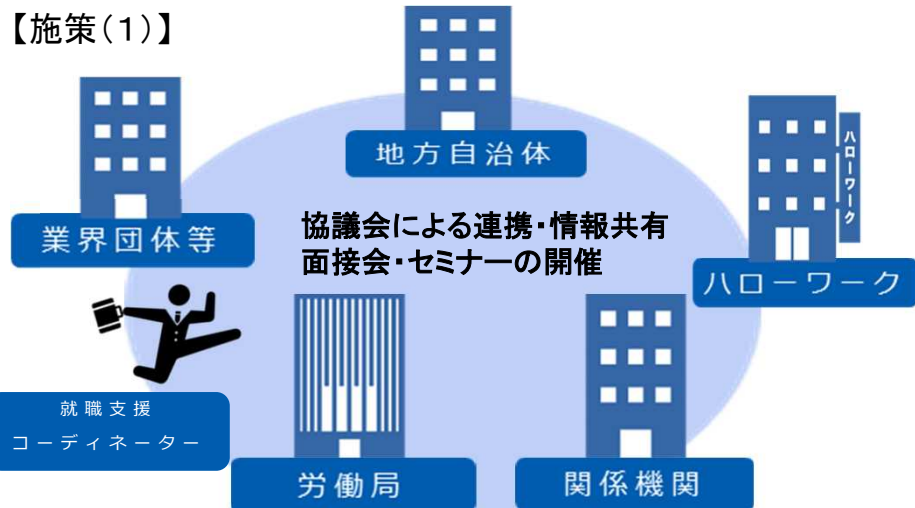 【施策(1)】
地方自治体
業界団体等
ハローワーク
ハローワーク
協議会による連携・情報共有
面接会・セミナーの開催
就職支援
コーディネーター
労働局
関係機関